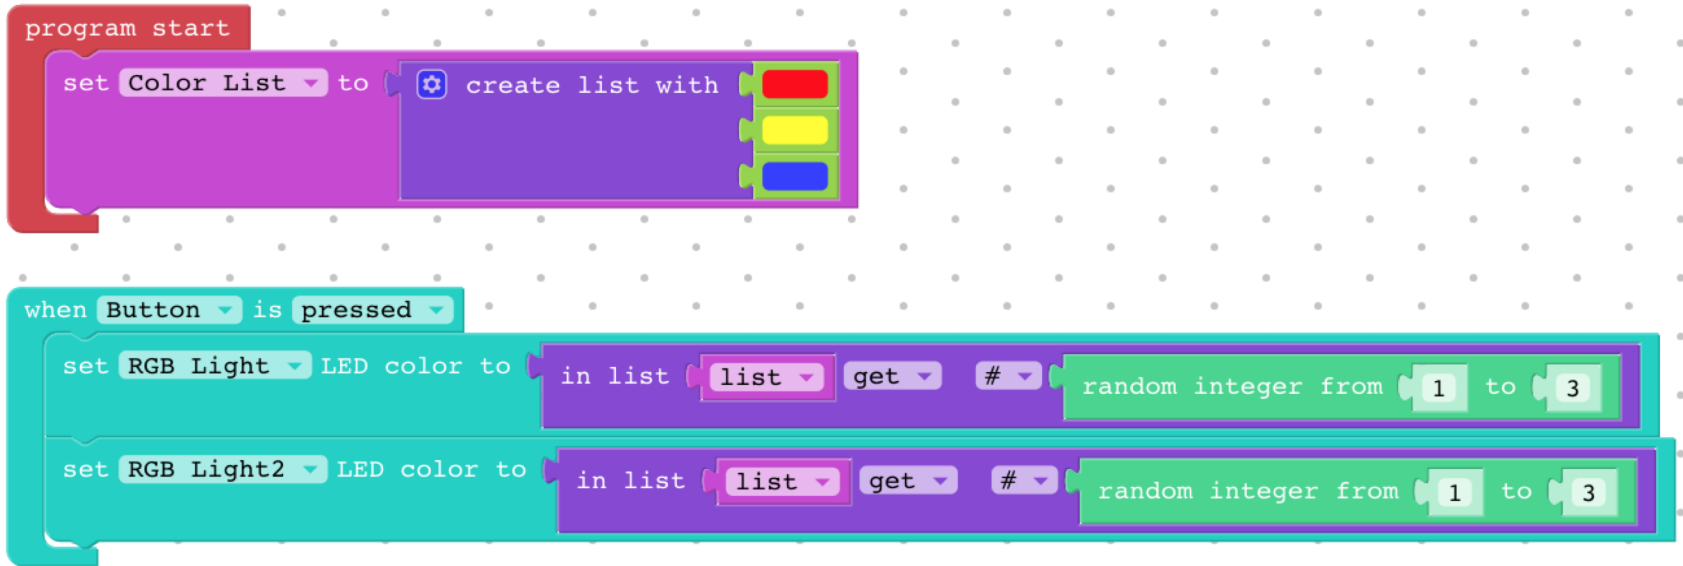 program start
set Color List to create list with
when Button is pressed
set RGB Light LED color to in list list get # random integer from 1 to 3
set RGB Light2 LED color to in list list get # random integer from 1 to 3